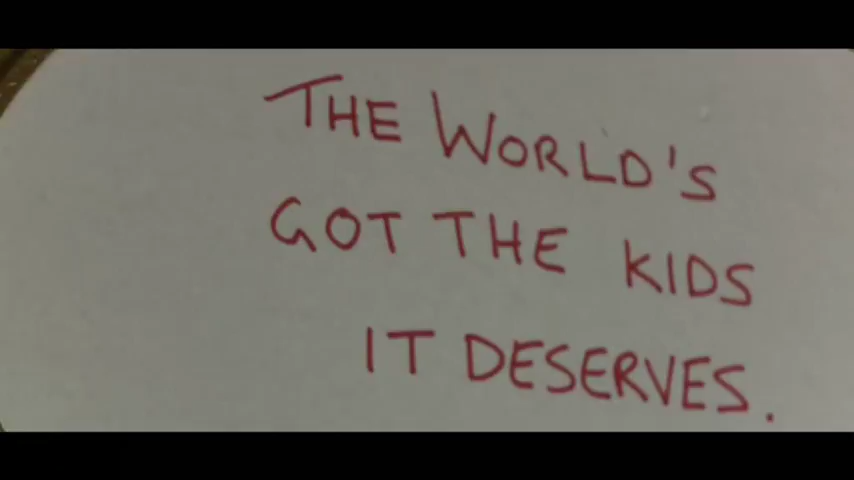 THE WORLD'S
GOT THE KIDS
IT DESERVES.